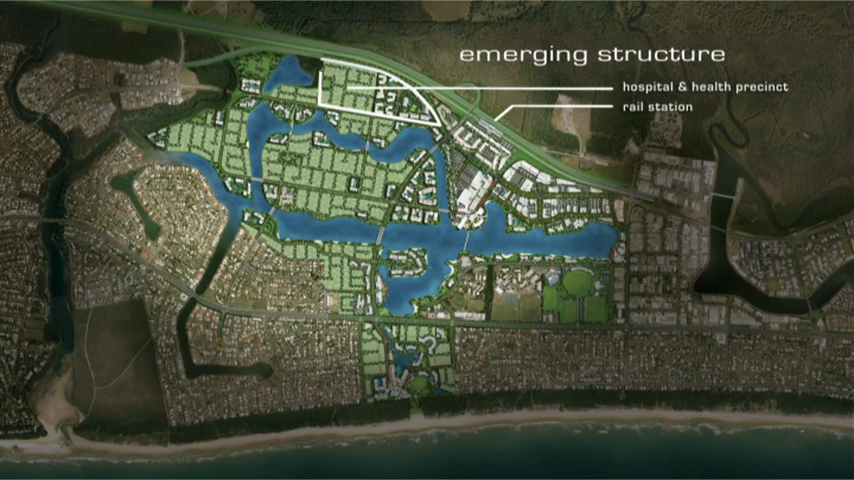 emerging structure
hospital & health precinct
rail station